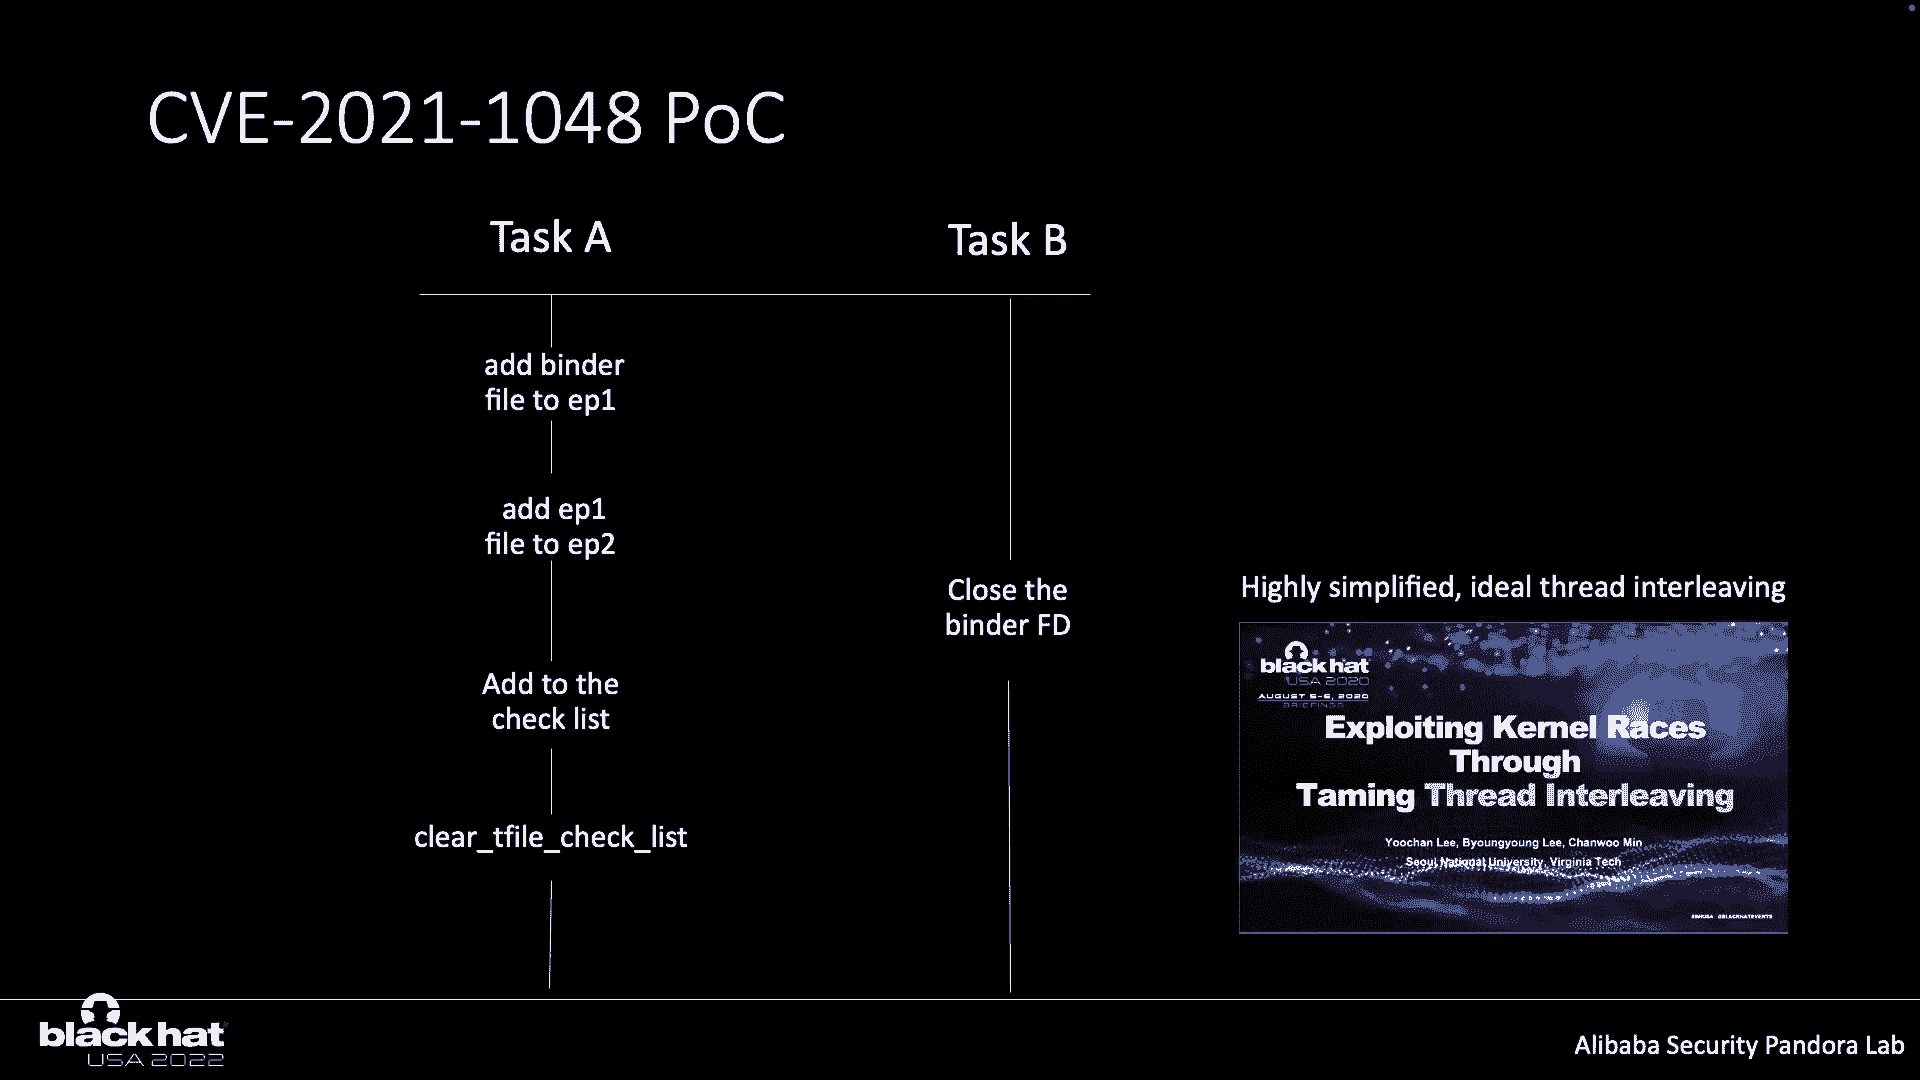 CVE-2021-1048 PoC
Task A
Task B
add binder
file to ep1
add ep1
file to ep2
Close the
binder FD
Add to the
check list
clear_tfile_check_list
Highly simplified, ideal thread interleaving
black hat
USA 2020
AUGUST 5-6, 2020
BRIEFINGS
Exploiting Kernel Races
Through
Taming Thread Interleaving
Yoochan Lee, Byoungyoung Lee, Chanwoo Min
Seoul National University, Virginia Tech
#BHUSA @BLACKHATEVENTS
black hat
USA 2022
Alibaba Security Pandora Lab